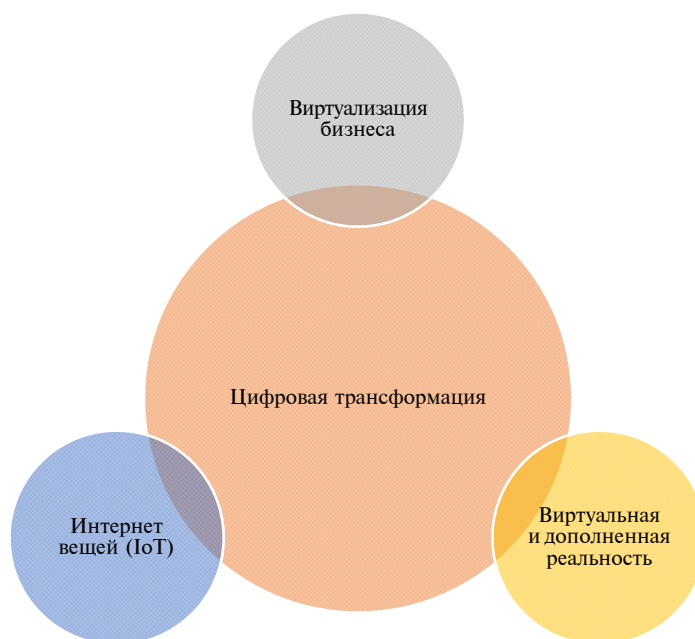 Виртуализация
бизнеса
Цифровая трансформация
Интернет
вещей (IoT)
Виртуальная
и дополненная
реальность